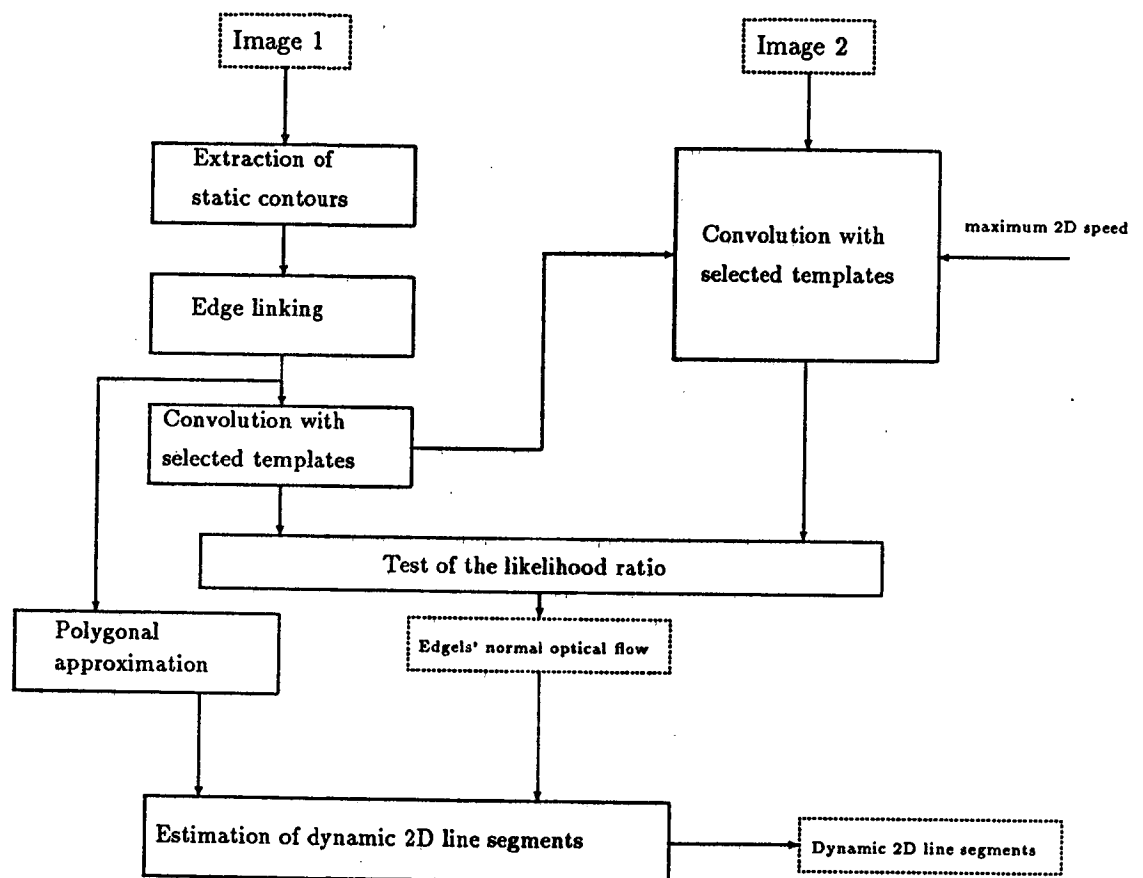 Image 1
Image 2
Extraction of
static contours
Convolution with
selected templates
maximum 2D speed
Edge linking
Convolution with
selected templates
Test of the likelihood ratio
Polygonal
approximation
Edgels' normal optical flow
Estimation of dynamic 2D line segments
Dynamic 2D line segments